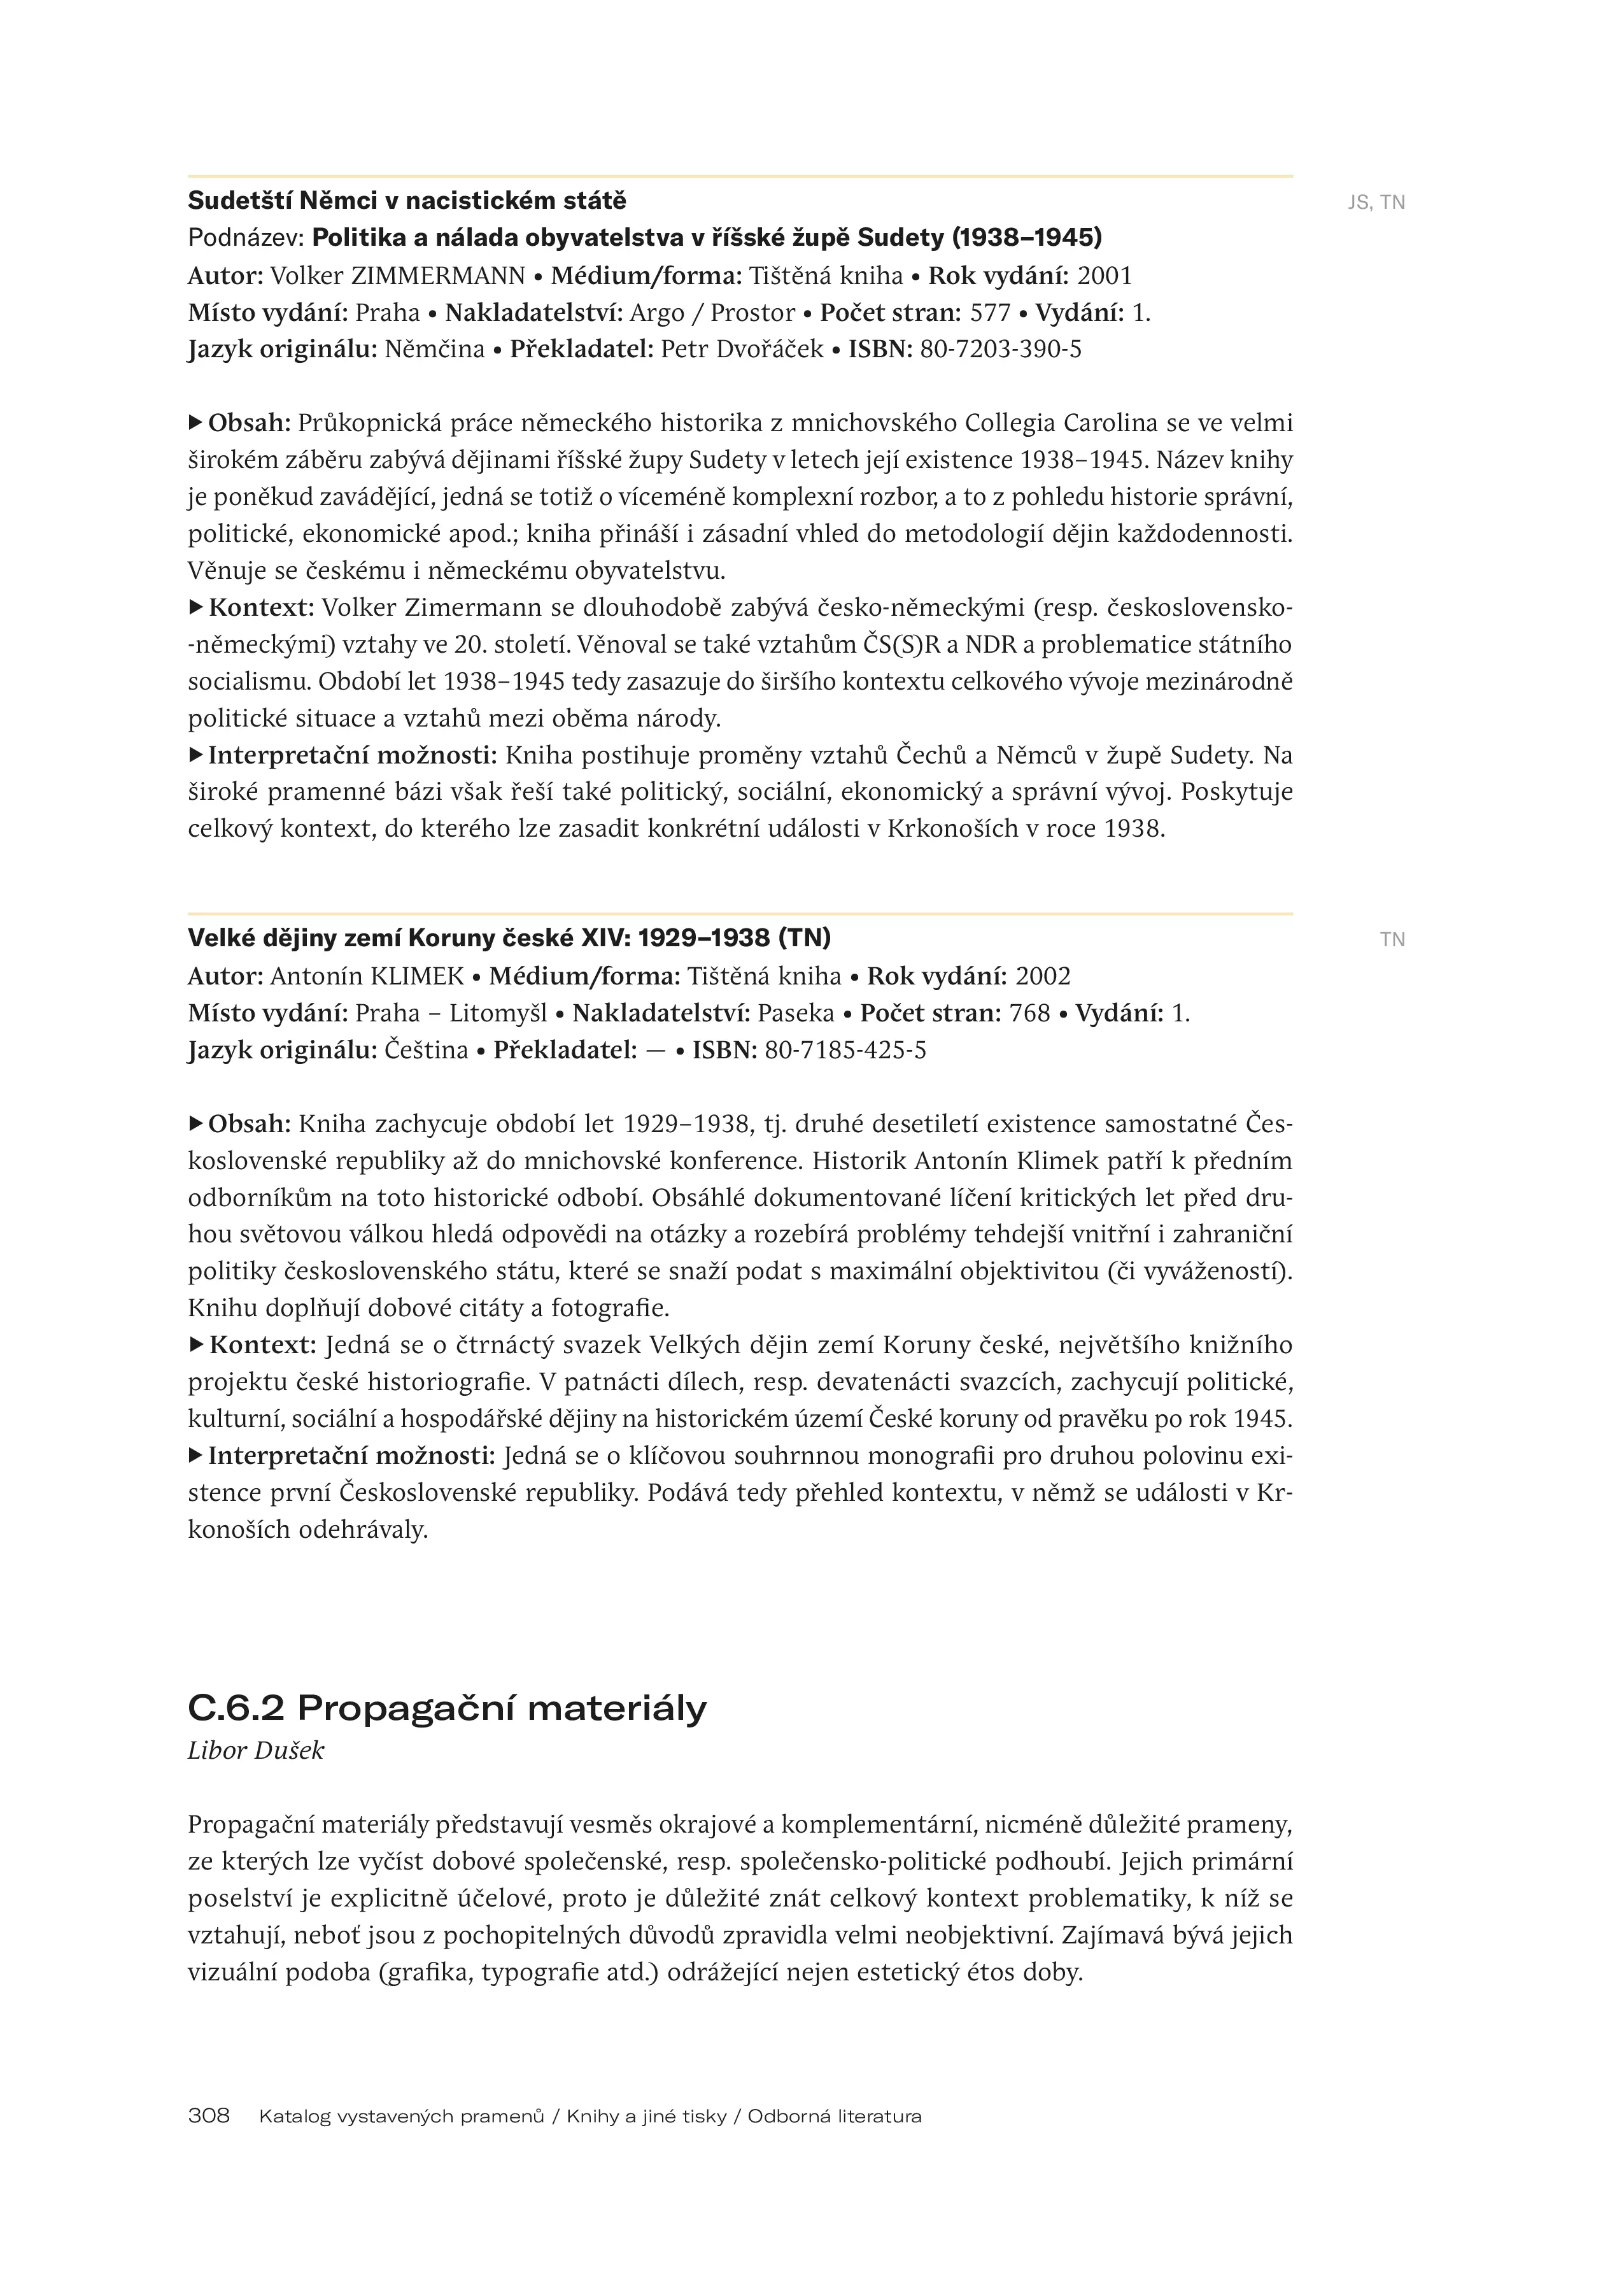 Sudetští Němci v nacistickém státě
JS, TN
Podnázev: Politika a nálada obyvatelstva v říšské župě Sudety (1938–1945)
Autor: Volker ZIMMERMANN • Médium/forma: Tištěná kniha • Rok vydání: 2001
Místo vydání: Praha • Nakladatelství: Argo / Prostor • Počet stran: 577 • Vydání: 1.
Jazyk originálu: Němčina • Překladatel: Petr Dvořáček • ISBN: 80-7203-390-5
▶ Obsah: Průkopnická práce německého historika z mnichovského Collegia Carolina se ve velmi
širokém záběru zabývá dějinami říšské župy Sudety v letech její existence 1938–1945. Název knihy
je poněkud zavádějící, jedná se totiž o víceméně komplexní rozbor, a to z pohledu historie správní,
politické, ekonomické apod.; kniha přináší i zásadní vhled do metodologií dějin každodennosti.
Věnuje se českému i německému obyvatelstvu.
▶ Kontext: Volker Zimermann se dlouhodobě zabývá česko-německými (resp. československo-
-německými) vztahy ve 20. století. Věnoval se také vztahům ČS(S)R a NDR a problematice státního
socialismu. Období let 1938–1945 tedy zasazuje do širšího kontextu celkového vývoje mezinárodně
politické situace a vztahů mezi oběma národy.
▶ Interpretační možnosti: Kniha postihuje proměny vztahů Čechů a Němců v župě Sudety. Na
široké pramenné bázi však řeší také politický, sociální, ekonomický a správní vývoj. Poskytuje
celkový kontext, do kterého lze zasadit konkrétní události v Krkonoších v roce 1938.
Velké dějiny zemí Koruny české XIV: 1929–1938 (TN)
TN
Autor: Antonín KLIMEK • Médium/forma: Tištěná kniha • Rok vydání: 2002
Místo vydání: Praha – Litomyšl • Nakladatelství: Paseka • Počet stran: 768 • Vydání: 1.
Jazyk originálu: Čeština • Překladatel: — • ISBN: 80-7185-425-5
▶ Obsah: Kniha zachycuje období let 1929–1938, tj. druhé desetiletí existence samostatné Čes-
koslovenské republiky až do mnichovské konference. Historik Antonín Klimek patří k předním
odborníkům na toto historické odbobí. Obsáhlé dokumentované líčení kritických let před dru-
hou světovou válkou hledá odpovědi na otázky a rozebírá problémy tehdejší vnitřní i zahraniční
politiky československého státu, které se snaží podat s maximální objektivitou (či vyvážeností).
Knihu doplňují dobové citáty a fotografie.
▶ Kontext: Jedná se o čtrnáctý svazek Velkých dějin zemí Koruny české, největšího knižního
projektu české historiografie. V patnácti dílech, resp. devatenácti svazcích, zachycují politické,
kulturní, sociální a hospodářské dějiny na historickém území České koruny od pravěku po rok 1945.
▶ Interpretační možnosti: Jedná se o klíčovou souhrnnou monografii pro druhou polovinu exi-
stence první Československé republiky. Podává tedy přehled kontextu, v němž se události v Kr-
konoších odehrávaly.
C.6.2 Propagační materiály
Libor Dušek
Propagační materiály představují vesměs okrajové a komplementární, nicméně důležité prameny,
ze kterých lze vyčíst dobové společenské, resp. společensko-politické podhoubí. Jejich primární
poselství je explicitně účelové, proto je důležité znát celkový kontext problematiky, k níž se
vztahují, neboť jsou z pochopitelných důvodů zpravidla velmi neobjektivní. Zajímavá bývá jejich
vizuální podoba (grafika, typografie atd.) odrážející nejen estetický étos doby.
308 Katalog vystavených pramenů / Knihy a jiné tisky / Odborná literatura